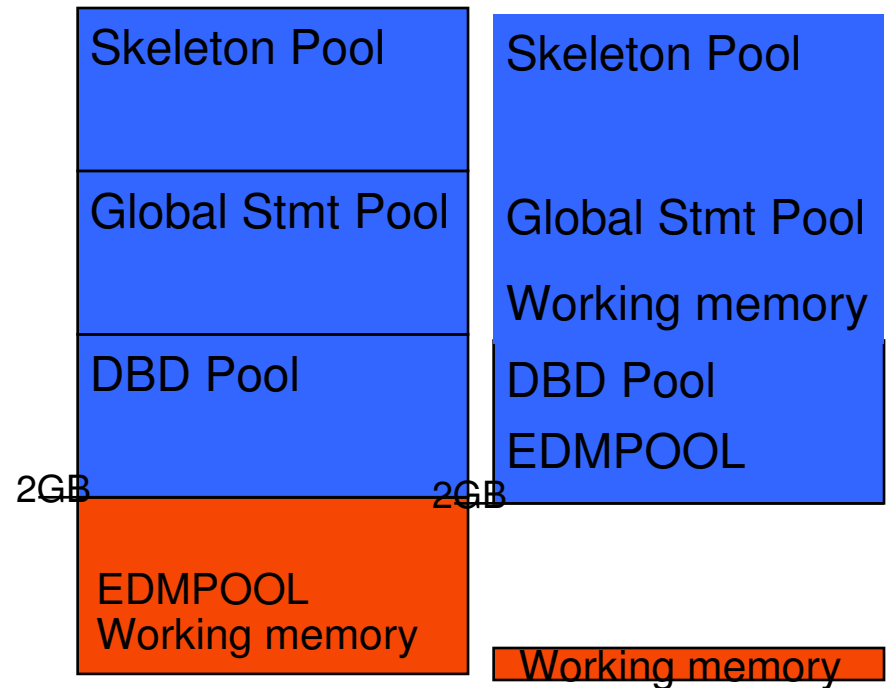 Skeleton Pool
Global Stmt Pool
DBD Pool
2GB
EDMPOOL
Working memory
Skeleton Pool
Global Stmt Pool
Working memory
DBD Pool
EDMPOOL
2GB
Working memory